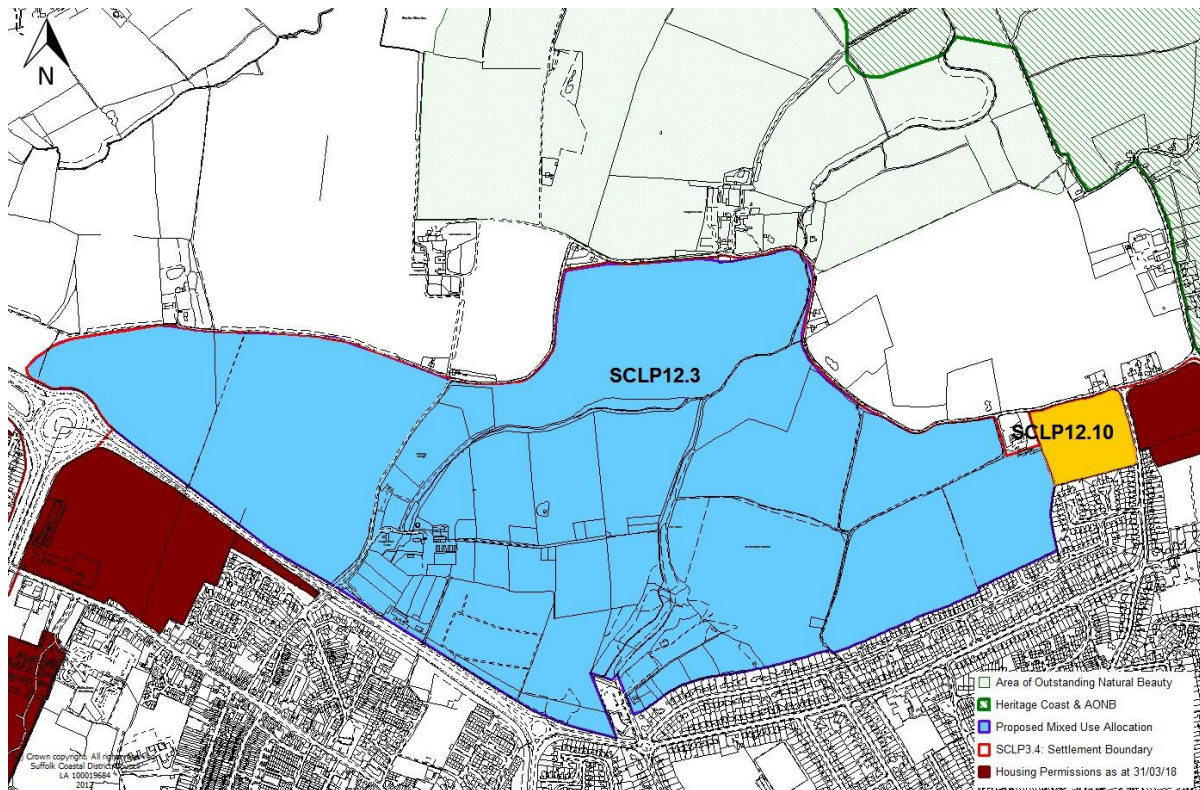 N
SCLP12.3
SCLP12.10
Area of Outstanding Natural Beauty
Heritage Coast & AONB
Proposed Mixed Use Allocation
SCLP3.4: Settlement Boundary
Housing Permissions as at 31/03/18
Crown copyright. All rights
Suffolk Coastal District
LA 100019684